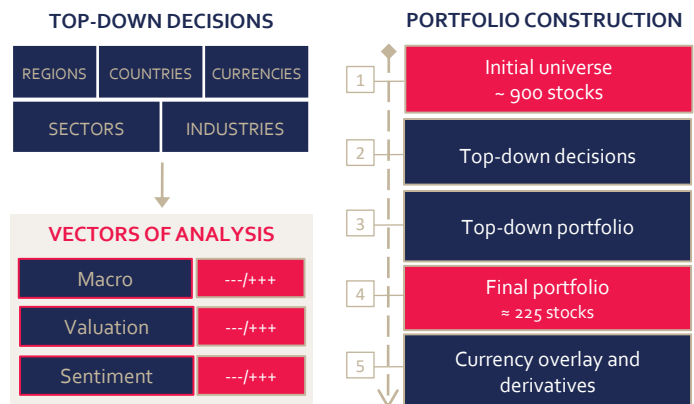 TOP-DOWN DECISIONS
REGIONS
COUNTRIES
CURRENCIES
SECTORS
INDUSTRIES
VECTORS OF ANALYSIS
Macro
---/+++
Valuation
---/+++
Sentiment
---/+++
PORTFOLIO CONSTRUCTION
1
Initial universe
~ 900 stocks
2
Top-down decisions
3
Top-down portfolio
4
Final portfolio
≈ 225 stocks
5
Currency overlay and
derivatives